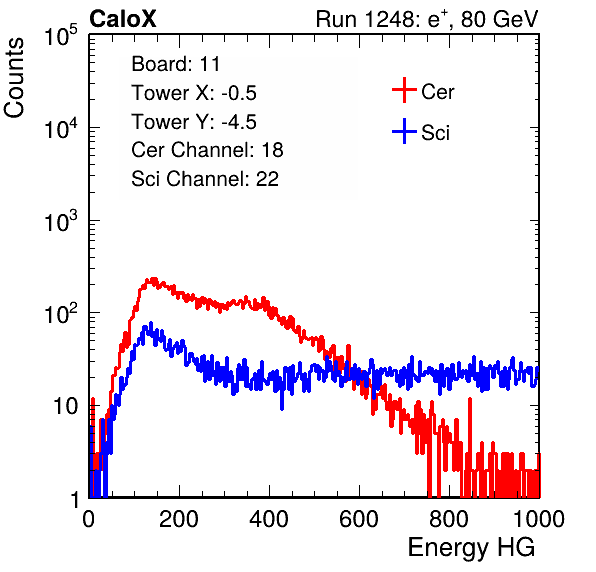 CaloX Run 1248: e⁺, 80 GeV
Counts
10⁵
10⁴
10³
10²
10
1
Board: 11
Tower X: -0.5
Tower Y: -4.5
Cer Channel: 18
Sci Channel: 22
Cer
Sci
0 200 400 600 800 1000
Energy HG